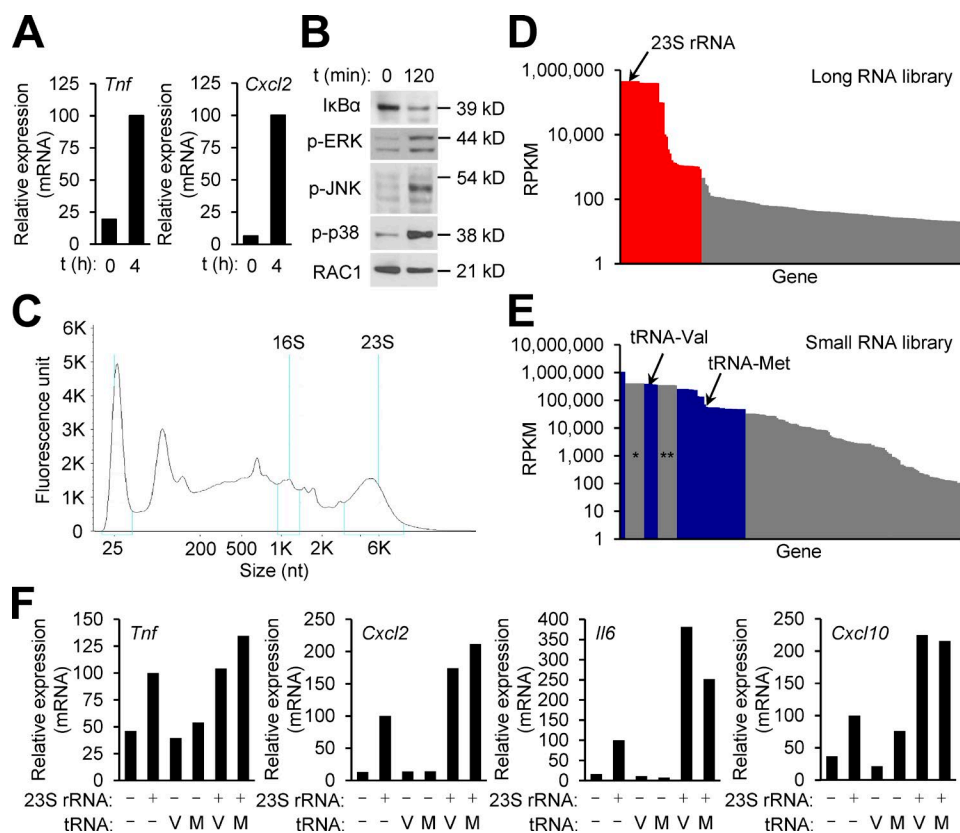 A
Relative expression
(mRNA)
125
100
75
50
25
0
Tnf
t (h): 0 4
Relative expression
(mRNA)
125
100
75
50
25
0
Cxcl2
t (h): 0 4
B
t (min): 0 120
IκBα 39 kD
p-ERK 44 kD
p-JNK 54 kD
p-p38 38 kD
RAC1 21 kD
C
Fluorescence unit
6K
5K
4K
3K
2K
1K
0
16S 23S
25 200 500 1K 2K 6K
Size (nt)
D
23S rRNA
Long RNA library
RPKM
1,000,000
10,000
100
1
Gene
E
tRNA-Val
tRNA-Met
Small RNA library
RPKM
10,000,000
1,000,000
100,000
10,000
1,000
100
10
1
* **
Gene
F
Relative expression
(mRNA)
150
125
100
75
50
25
0
Tnf
23S rRNA: − + − − + +
tRNA: − − V M V M
Relative expression
(mRNA)
250
200
150
100
50
0
Cxcl2
23S rRNA: − + − − + +
tRNA: − − V M V M
Relative expression
(mRNA)
400
350
300
250
200
150
100
50
0
Il6
23S rRNA: − + − − + +
tRNA: − − V M V M
Relative expression
(mRNA)
250
200
150
100
50
0
Cxcl10
23S rRNA: − + − − + +
tRNA: − − V M V M